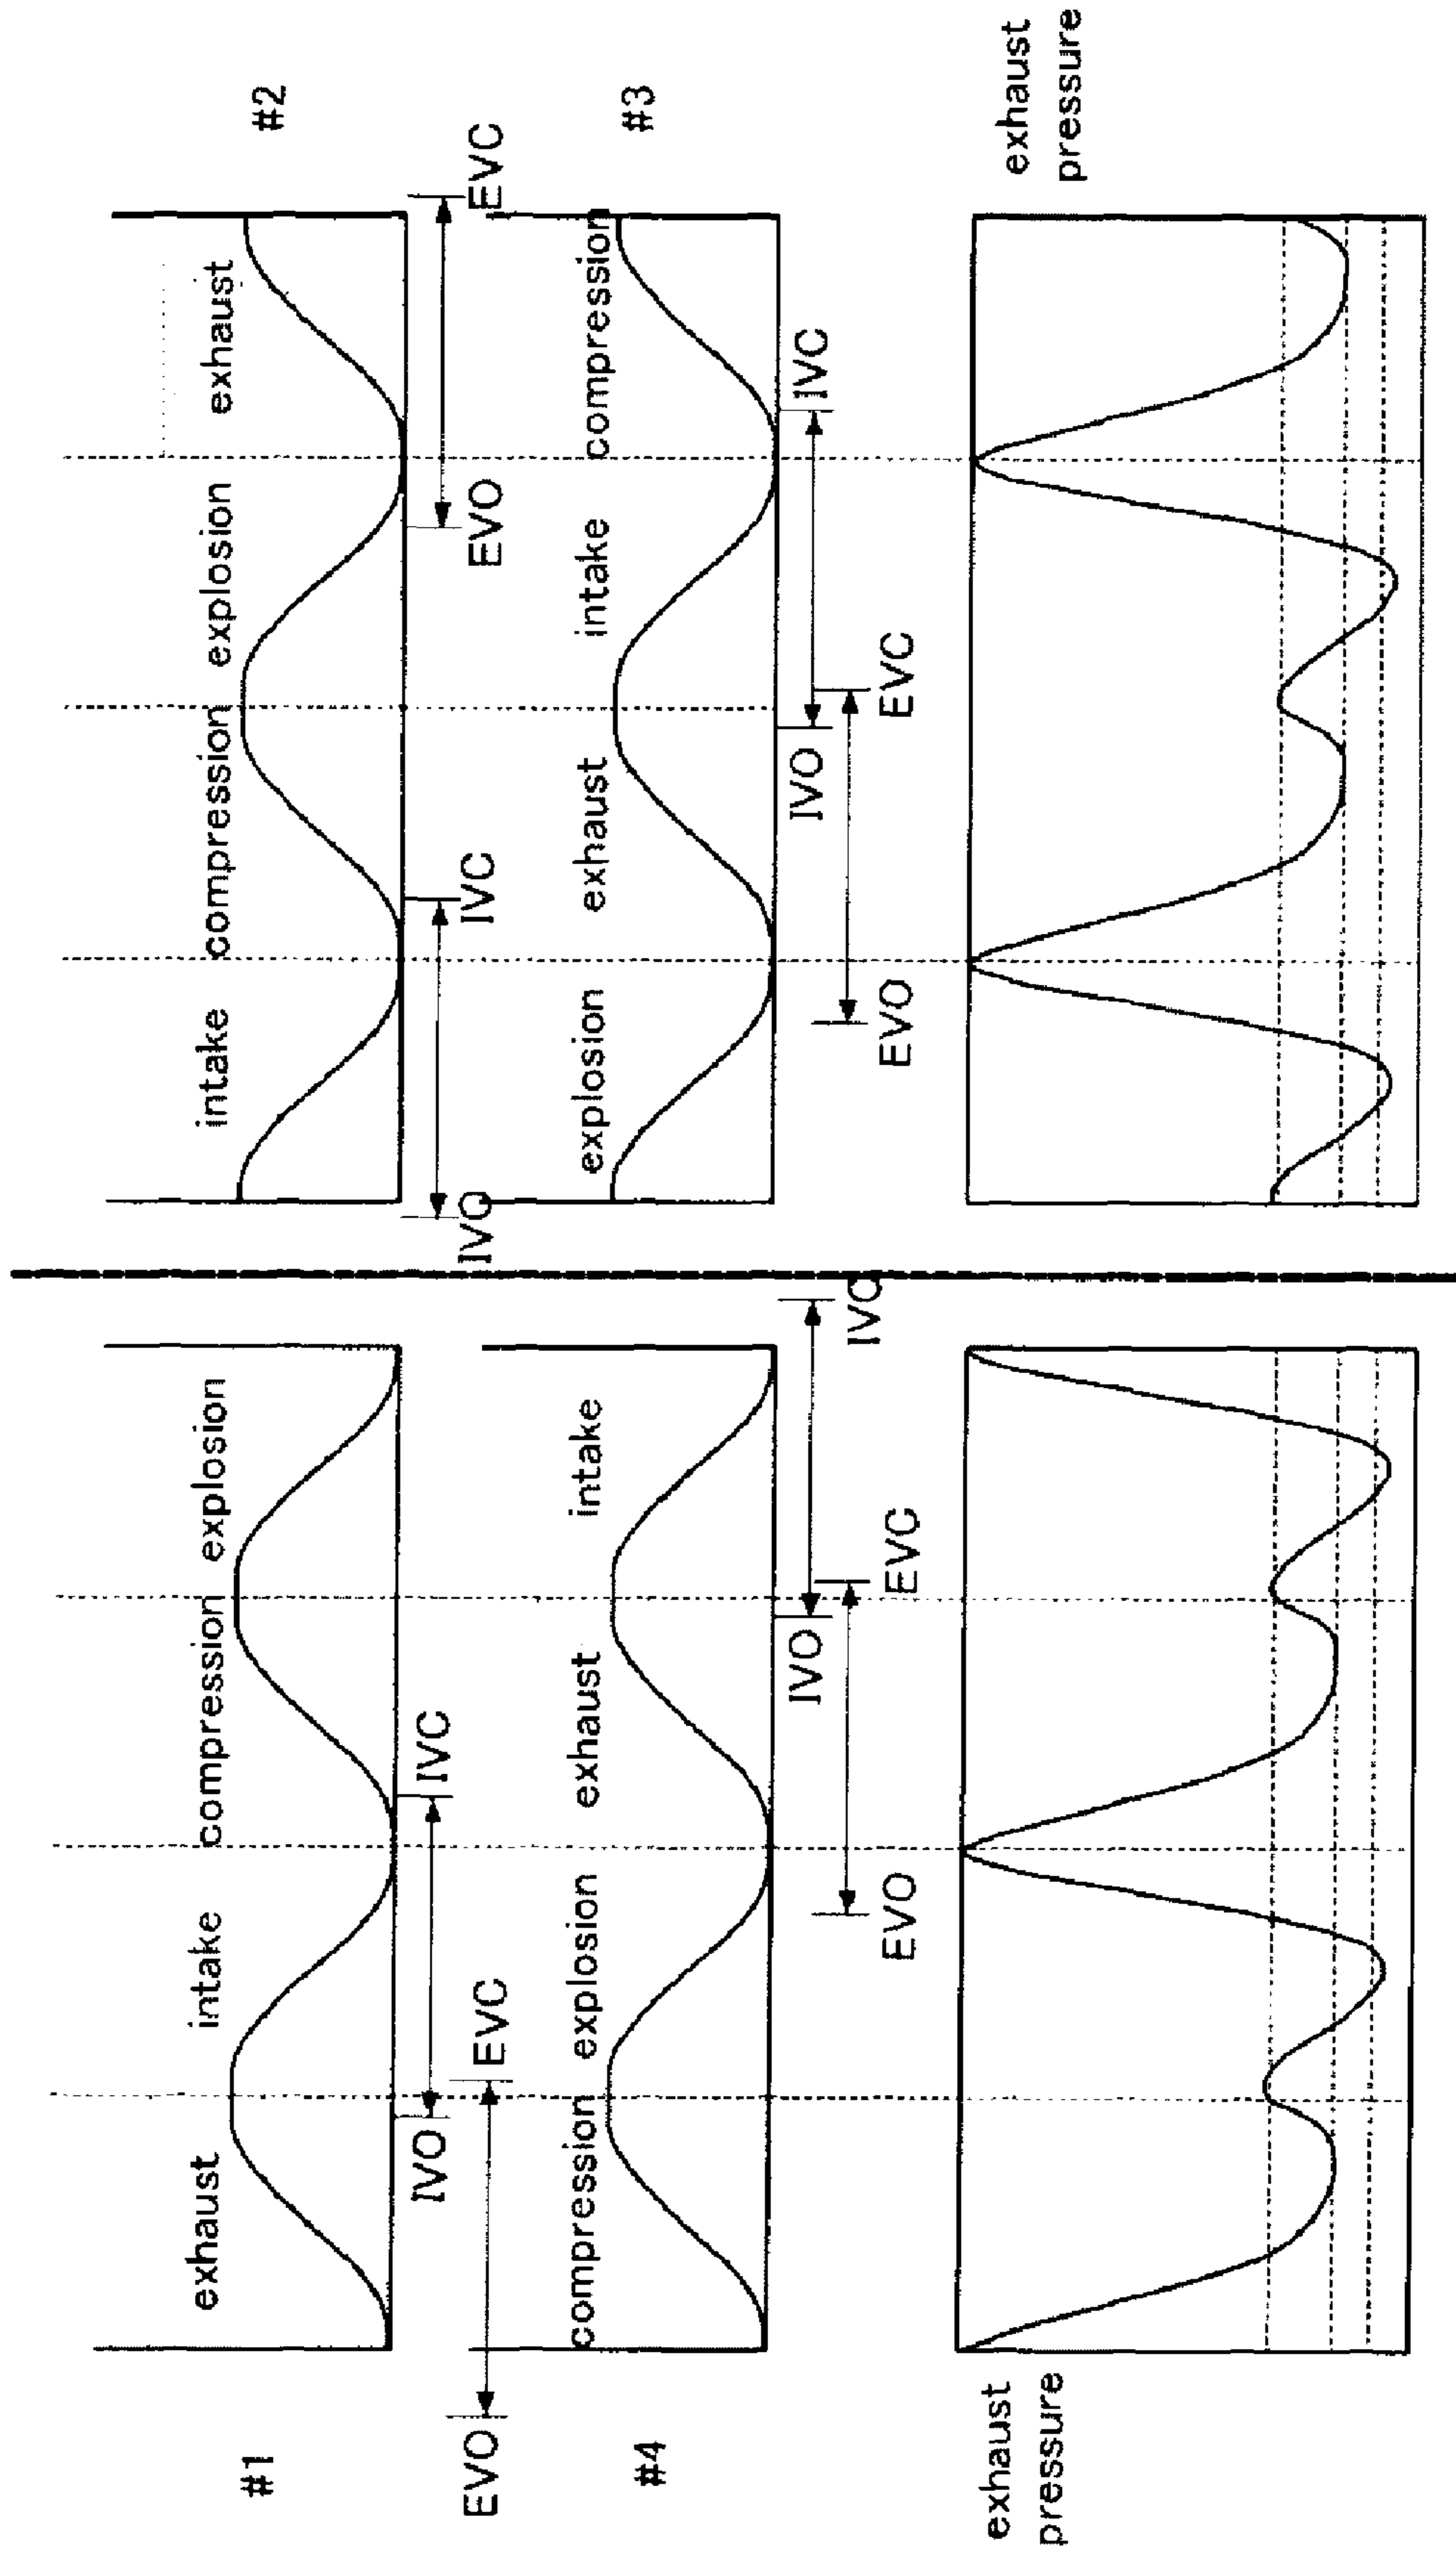 #1
exhaust
intake
compression
explosion
IVO
IVC
EVO
EVC
#4
compression
explosion
exhaust
intake
IVO
IVC
EVO
EVC
exhaust
pressure
#2
intake
compression
explosion
exhaust
IVO
IVC
EVO
EVC
#3
explosion
exhaust
intake
compression
IVO
IVC
EVO
EVC
exhaust
pressure